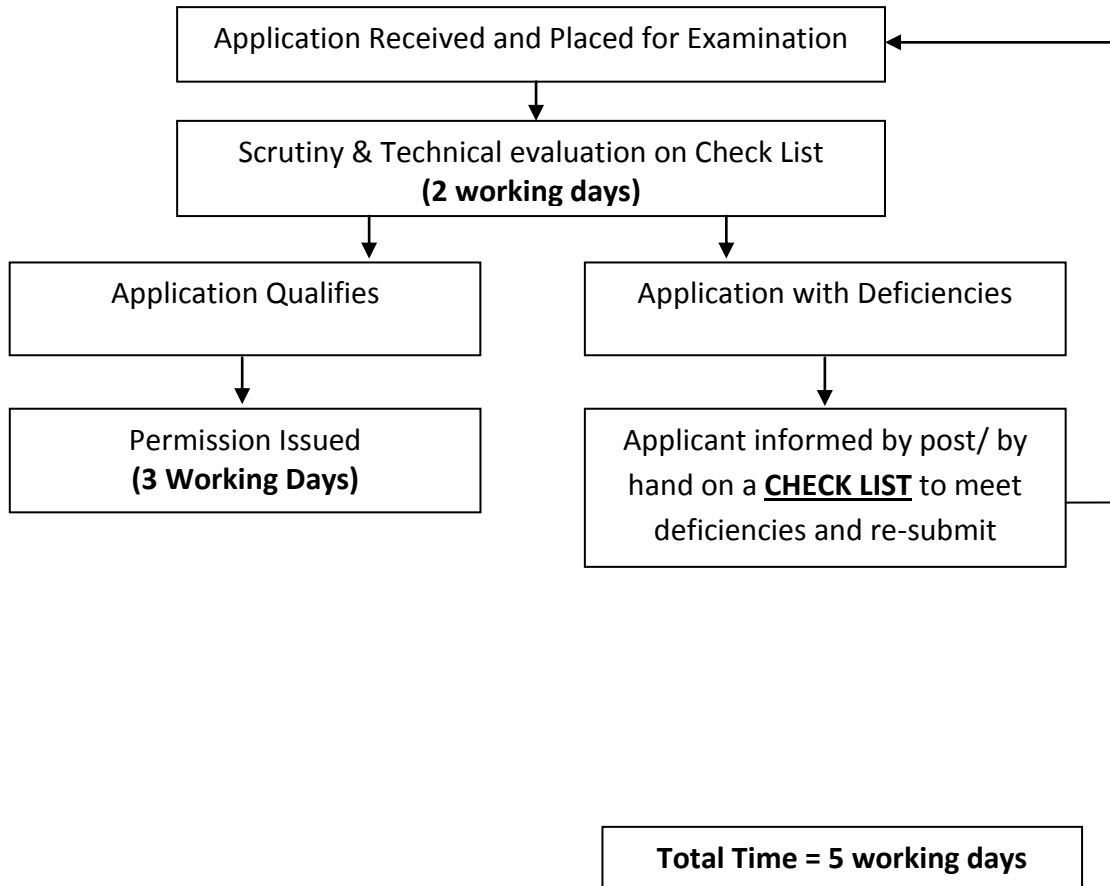 Application Received and Placed for Examination
Scrutiny & Technical evaluation on Check List
(2 working days)
Application Qualifies
Application with Deficiencies
Permission Issued
(3 Working Days)
Applicant informed by post/ by
hand on a CHECK LIST to meet
deficiencies and re-submit
Total Time = 5 working days